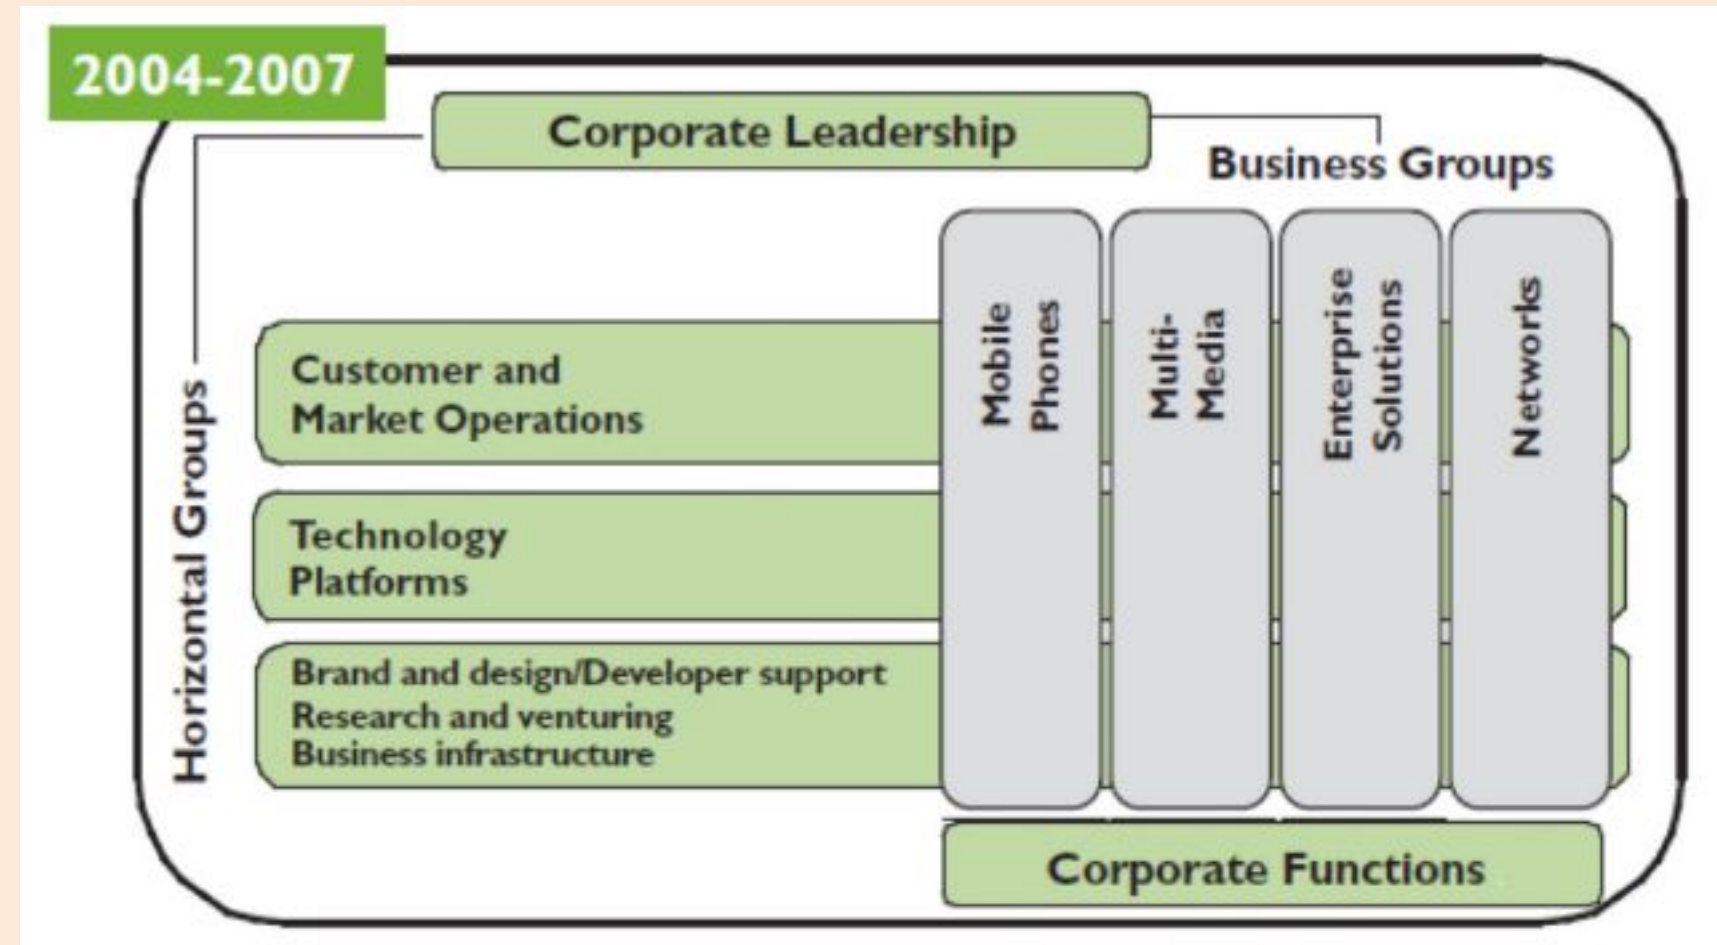 2004-2007
Corporate Leadership
Business Groups
Horizontal Groups
Mobile
Phones
Multi-
Media
Enterprise
Solutions
Networks
Customer and
Market Operations
Technology
Platforms
Brand and design/Developer support
Research and venturing
Business infrastructure
Corporate Functions